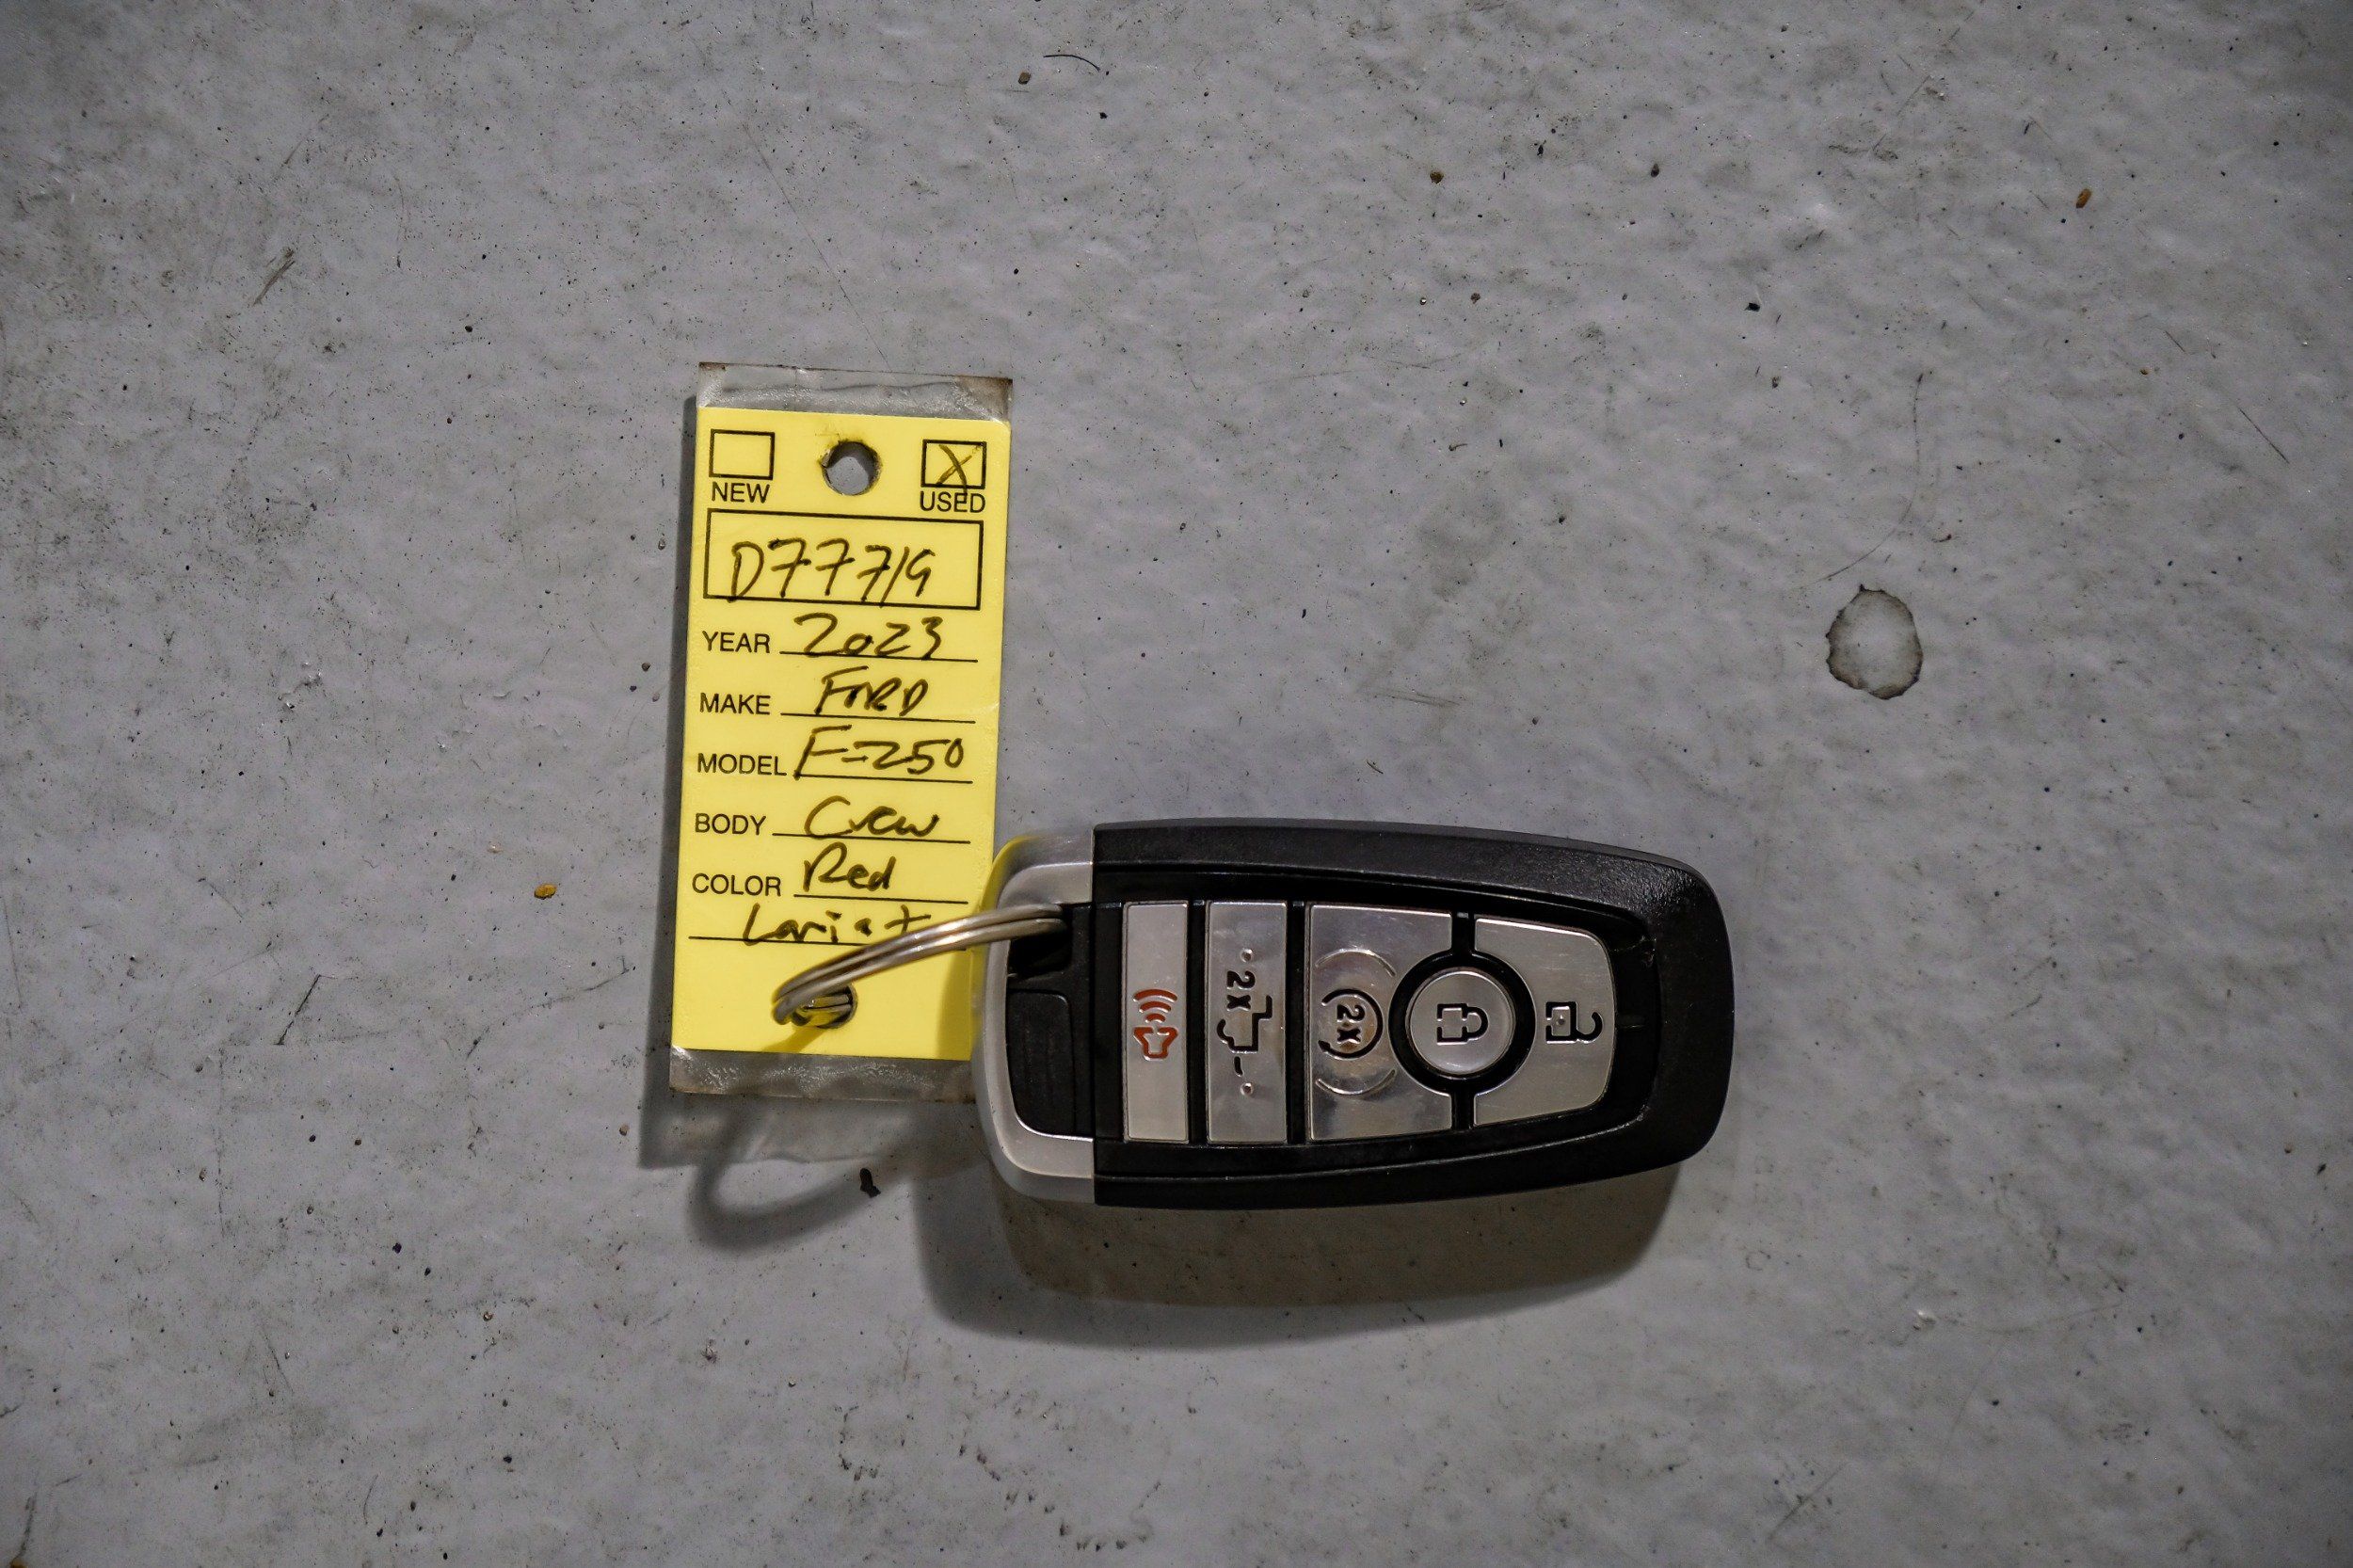 NEW X USED
D77719
YEAR 2023
MAKE FORD
MODEL F-250
BODY Crew
COLOR Red
Lariat
2x
2x